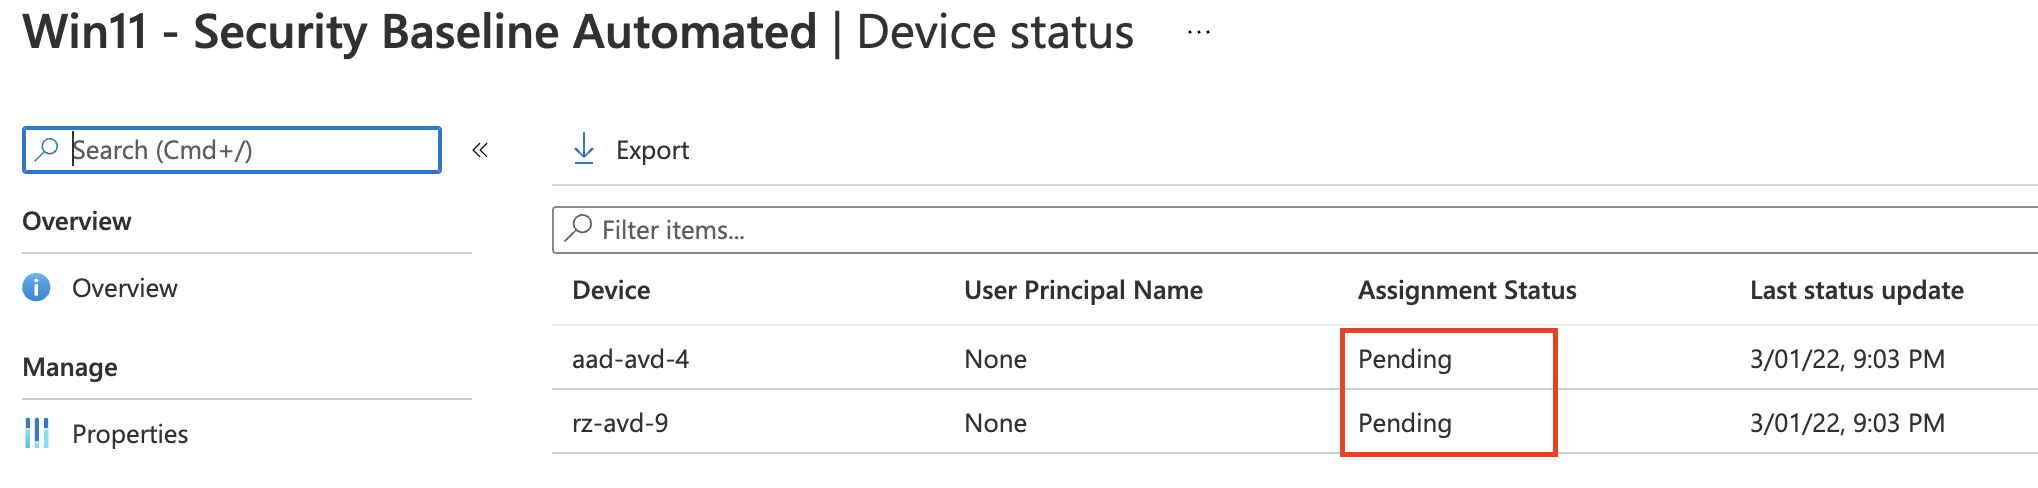 Win11 - Security Baseline Automated | Device status ...
Search (Cmd+/)
«
Overview
Overview
Manage
Properties
Export
Filter items...
Device User Principal Name Assignment Status Last status update
aad-avd-4 None Pending 3/01/22, 9:03 PM
rz-avd-9 None Pending 3/01/22, 9:03 PM